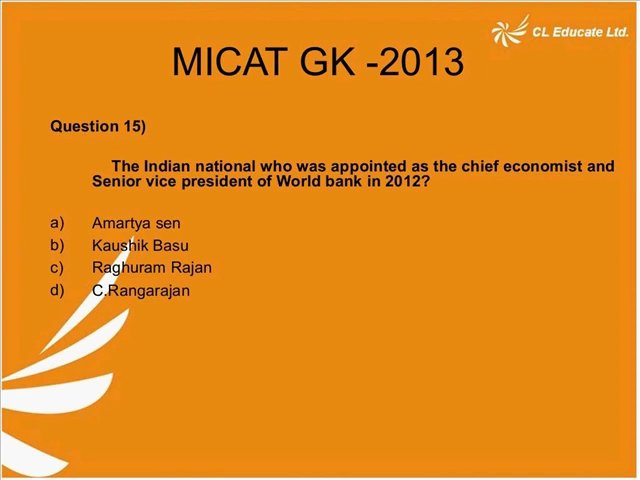 CL Educate Ltd.
MICAT GK -2013
Question 15)
The Indian national who was appointed as the chief economist and
Senior vice president of World bank in 2012?
a) Amartya sen
b) Kaushik Basu
c) Raghuram Rajan
d) C.Rangarajan